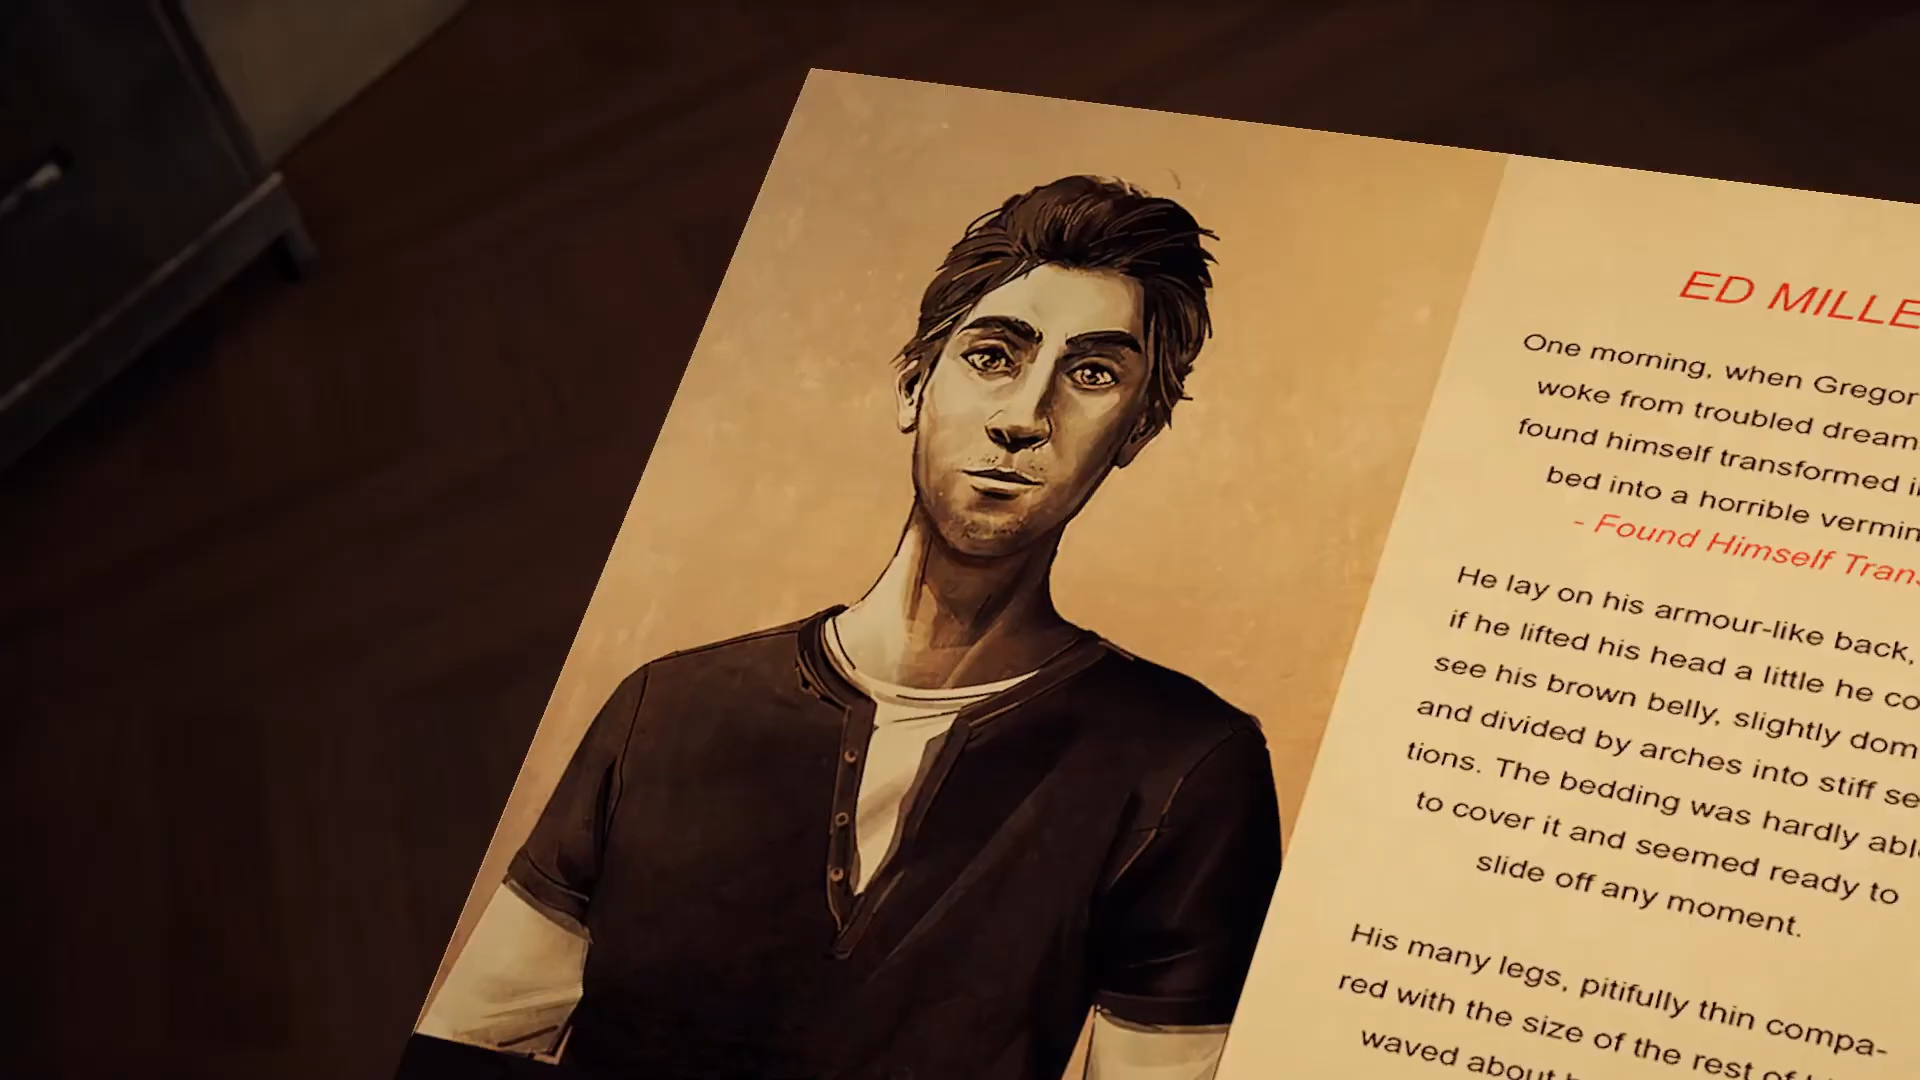 ED MILLE
One morning, when Gregor
woke from troubled dream
found himself transformed i
bed into a horrible vermin
- Found Himself Trans
He lay on his armour-like back,
if he lifted his head a little he co
see his brown belly, slightly dom
and divided by arches into stiff se
tions. The bedding was hardly abl
to cover it and seemed ready to
slide off any moment.
His many legs, pitifully thin compa-
red with the size of the rest of
waved about